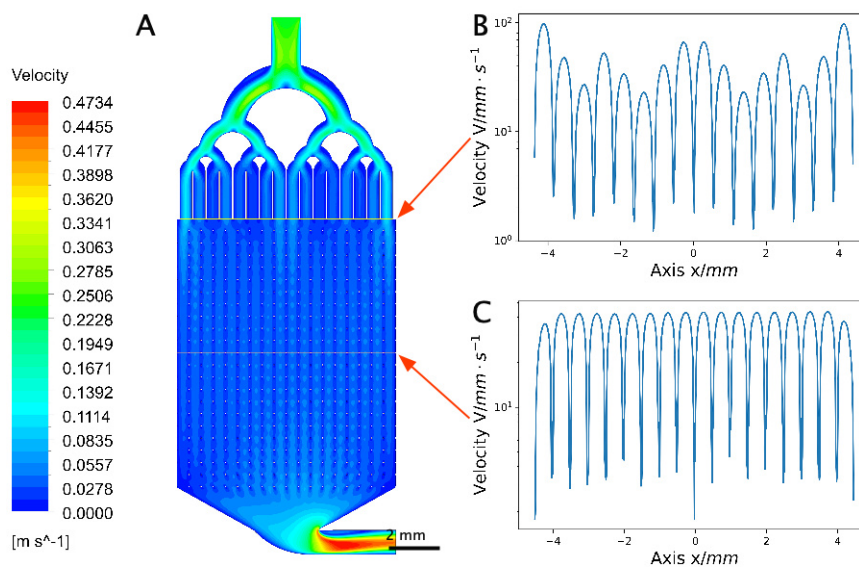 A
Velocity
0.4734
0.4455
0.4177
0.3898
0.3620
0.3341
0.3063
0.2785
0.2506
0.2228
0.1949
0.1671
0.1392
0.1114
0.0835
0.0557
0.0278
0.0000
[m s^-1]
2 mm
B
Velocity V/mm · s⁻¹
10²
10¹
10⁰
−4 −2 0 2 4
Axis x/mm
C
Velocity V/mm · s⁻¹
10¹
−4 −2 0 2 4
Axis x/mm